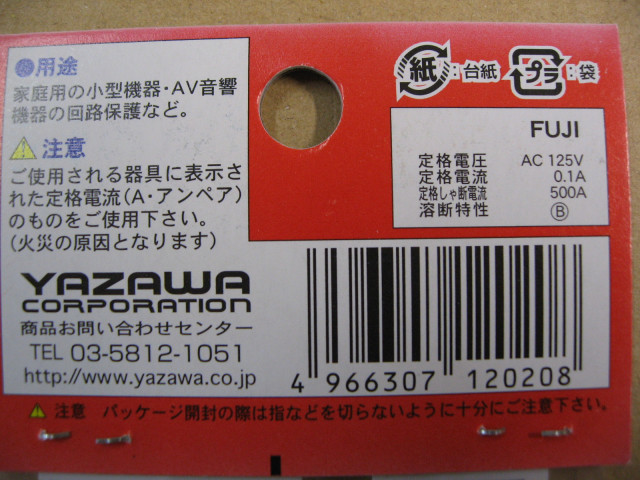 用途
家庭用の小型機器・AV音響
機器の回路保護など。
注意
ご使用される器具に表示さ
れた定格電流(A・アンペア)
のものをご使用下さい。
(火災の原因となります)
YAZAWA
CORPORATION
商品お問い合わせセンター
TEL 03-5812-1051
http://www.yazawa.co.jp
紙:台紙 プラ:袋
FUJI
定格電圧 AC 125V
定格電流 0.1A
定格しゃ断電流 500A
溶断特性 Ⓑ
4 966307 120208
注意 パッケージ開封の際は指などを切らないように十分にご注意下さい。